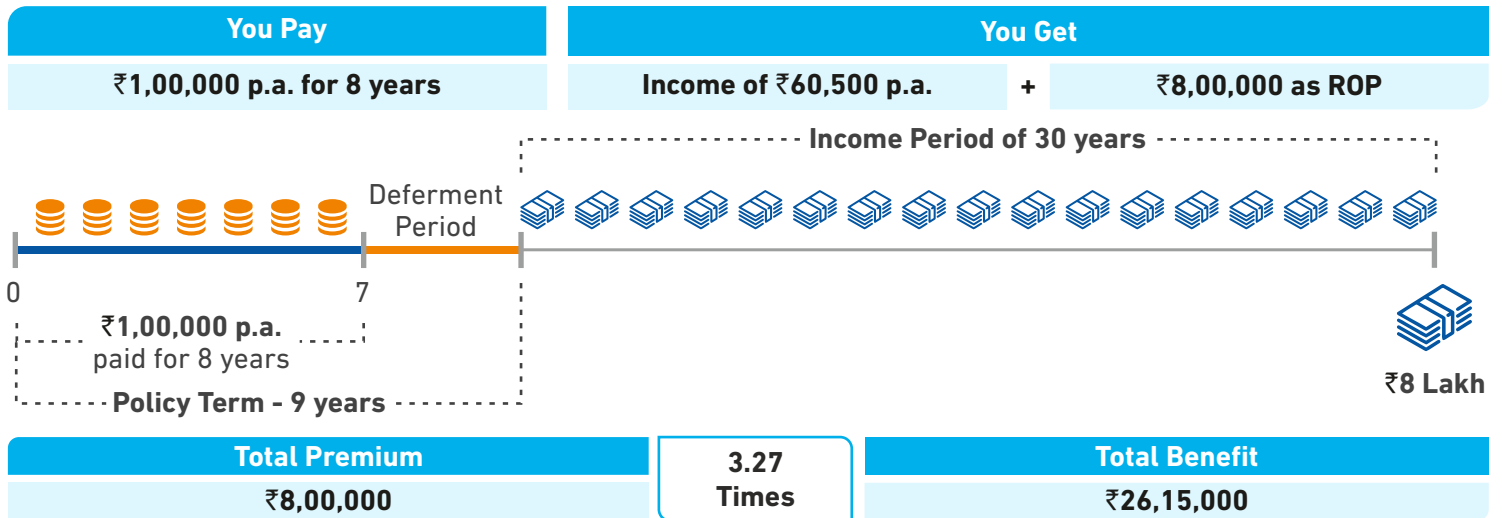 You Pay
You Get
₹1,00,000 p.a. for 8 years
Income of ₹60,500 p.a.
+
₹8,00,000 as ROP
Income Period of 30 years
Deferment
Period
0
7
₹1,00,000 p.a.
paid for 8 years
Policy Term - 9 years
₹8 Lakh
Total Premium
3.27
Times
Total Benefit
₹8,00,000
₹26,15,000